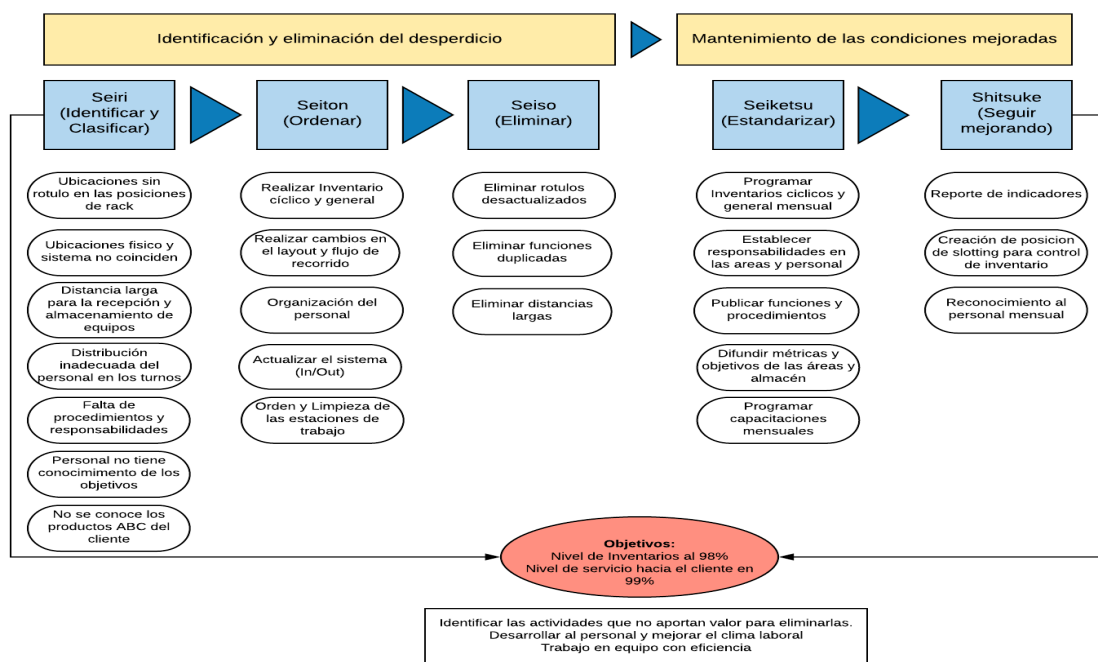 Identificación y eliminación del desperdicio
Mantenimiento de las condiciones mejoradas
Seiri
(Identificar y
Clasificar)
Seiton
(Ordenar)
Seiso
(Eliminar)
Seiketsu
(Estandarizar)
Shitsuke
(Seguir
mejorando)
Ubicaciones sin
rotulo en las posiciones
de rack
Ubicaciones fisico y
sistema no coinciden
Distancia larga
para la recepción y
almacenamiento de
equipos
Distribución
inadecuada del
personal en los turnos
Falta de
procedimientos y
responsabilidades
Personal no tiene
conocimimento de los
objetivos
No se conoce los
productos ABC del
cliente
Realizar Inventario
cíclico y general
Realizar cambios en
el layout y flujo de
recorrido
Organización del
personal
Actualizar el sistema
(In/Out)
Orden y Limpieza de
las estaciones de
trabajo
Eliminar rotulos
desactualizados
Eliminar funciones
duplicadas
Eliminar distancias
largas
Programar
Inventarios ciclicos y
general mensual
Establecer
responsabilidades en
las areas y personal
Publicar funciones y
procedimientos
Difundir métricas y
objetivos de las áreas y
almacén
Programar
capacitaciones
mensuales
Reporte de indicadores
Creación de posicion
de slotting para control
de inventario
Reconocimiento al
personal mensual
Objetivos:
Nivel de Inventarios al 98%
Nivel de servicio hacia el cliente en
99%
Identificar las actividades que no aportan valor para eliminarlas.
Desarrollar al personal y mejorar el clima laboral
Trabajo en equipo con eficiencia